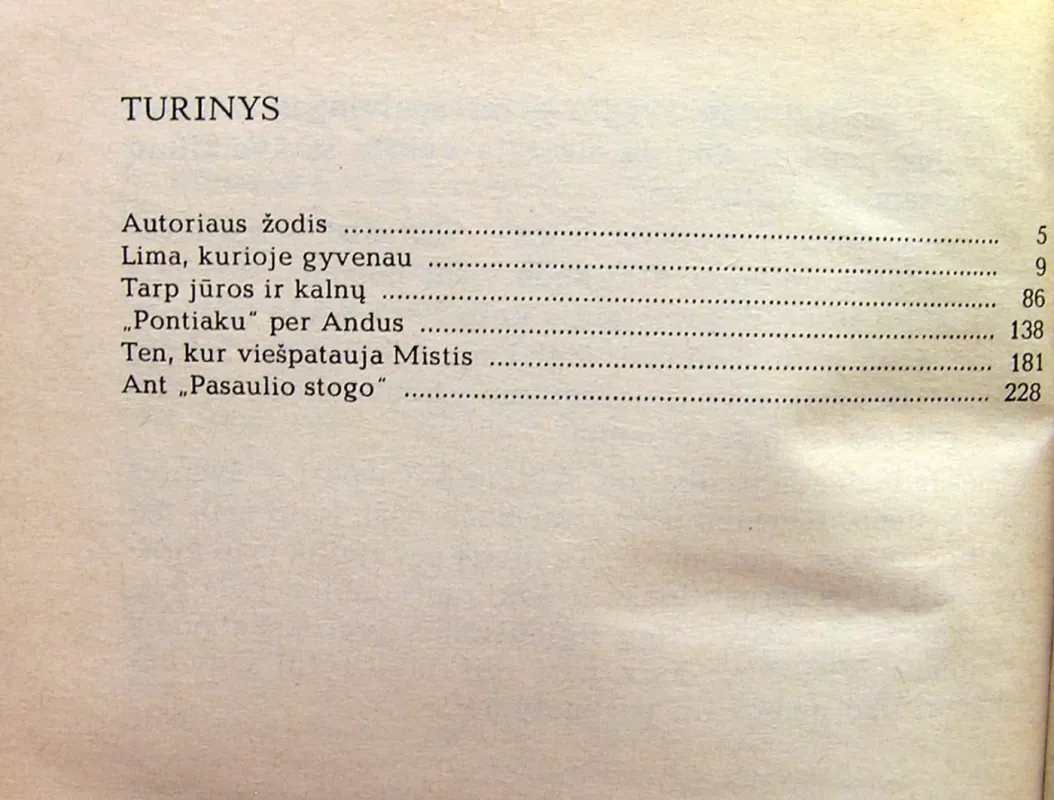 TURINYS
Autoriaus žodis ........ 5
Lima, kurioje gyvenau ........ 9
Tarp jūros ir kalnų ........ 86
„Pontiaku“ per Andus ........ 138
Ten, kur viešpatauja Mistis ........ 181
Ant „Pasaulio stogo“ ........ 228